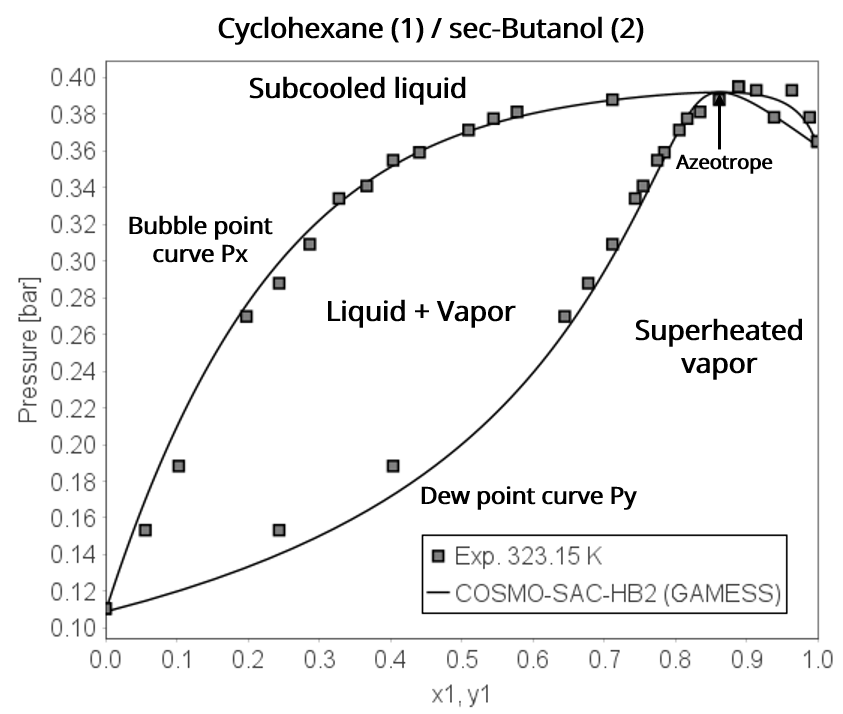 Cyclohexane (1) / sec-Butanol (2)
Subcooled liquid
Azeotrope
Bubble point
curve Px
Liquid + Vapor
Superheated
vapor
Dew point curve Py
Exp. 323.15 K
COSMO-SAC-HB2 (GAMESS)
Pressure [bar]
0.40
0.38
0.36
0.34
0.32
0.30
0.28
0.26
0.24
0.22
0.20
0.18
0.16
0.14
0.12
0.10
0.0 0.1 0.2 0.3 0.4 0.5 0.6 0.7 0.8 0.9 1.0
x1, y1